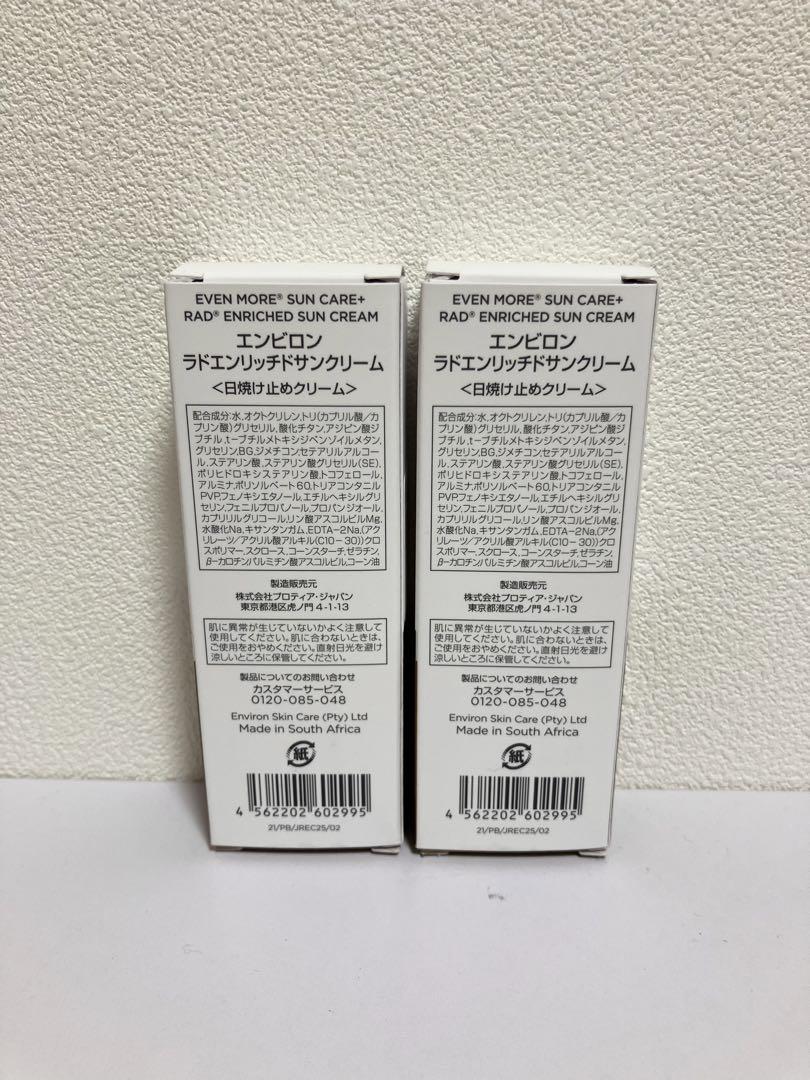 EVEN MORE® SUN CARE+
RAD® ENRICHED SUN CREAM
エンビロン
ラドエンリッチドサンクリーム
<日焼け止めクリーム>
配合成分:水,オクトクリレン,トリ(カプリル酸/カ
プリン酸)グリセリル,酸化チタン,アジピン酸ジ
ブチル,t-ブチルメトキシジベンゾイルメタン,
グリセリン,BG,ジメチコン,セテアリルアルコー
ル,ステアリン酸,ステアリン酸グリセリル(SE),
ポリヒドロキシステアリン酸,トコフェロール,
アルミナ,ポリソルベート60,トリアコンタニル
PVP,フェノキシエタノール,エチルヘキシルグリ
セリン,フェニルプロパノール,プロパンジオール,
カプリリルグリコール,リン酸アスコルビルMg,
水酸化Na,キサンタンガム,EDTA-2Na,(アク
リレーツ/アクリル酸アルキル(C10-30))クロ
スポリマー,スクロース,コーンスターチ,ゼラチン,
β-カロチン,パルミチン酸アスコルビル,コーン油
製造販売元
株式会社プロティア・ジャパン
東京都港区虎ノ門 4-1-13
肌に異常が生じていないかよく注意して
使用してください。肌に合わないときは、
ご使用をおやめください。直射日光を避け
涼しいところに保管してください。
製品についてのお問い合わせ
カスタマーサービス
0120-085-048
Environ Skin Care (Pty) Ltd
Made in South Africa
紙
4 562202 602995
21/PB/JREC25/02
EVEN MORE® SUN CARE+
RAD® ENRICHED SUN CREAM
エンビロン
ラドエンリッチドサンクリーム
<日焼け止めクリーム>
配合成分:水,オクトクリレン,トリ(カプリル酸/カ
プリン酸)グリセリル,酸化チタン,アジピン酸ジ
ブチル,t-ブチルメトキシジベンゾイルメタン,
グリセリン,BG,ジメチコン,セテアリルアルコー
ル,ステアリン酸,ステアリン酸グリセリル(SE),
ポリヒドロキシステアリン酸,トコフェロール,
アルミナ,ポリソルベート60,トリアコンタニル
PVP,フェノキシエタノール,エチルヘキシルグリ
セリン,フェニルプロパノール,プロパンジオール,
カプリリルグリコール,リン酸アスコルビルMg,
水酸化Na,キサンタンガム,EDTA-2Na,(アク
リレーツ/アクリル酸アルキル(C10-30))クロ
スポリマー,スクロース,コーンスターチ,ゼラチン,
β-カロチン,パルミチン酸アスコルビル,コーン油
製造販売元
株式会社プロティア・ジャパン
東京都港区虎ノ門 4-1-13
肌に異常が生じていないかよく注意して
使用してください。肌に合わないときは、
ご使用をおやめください。直射日光を避け
涼しいところに保管してください。
製品についてのお問い合わせ
カスタマーサービス
0120-085-048
Environ Skin Care (Pty) Ltd
Made in South Africa
紙
4 562202 602995
21/PB/JREC25/02